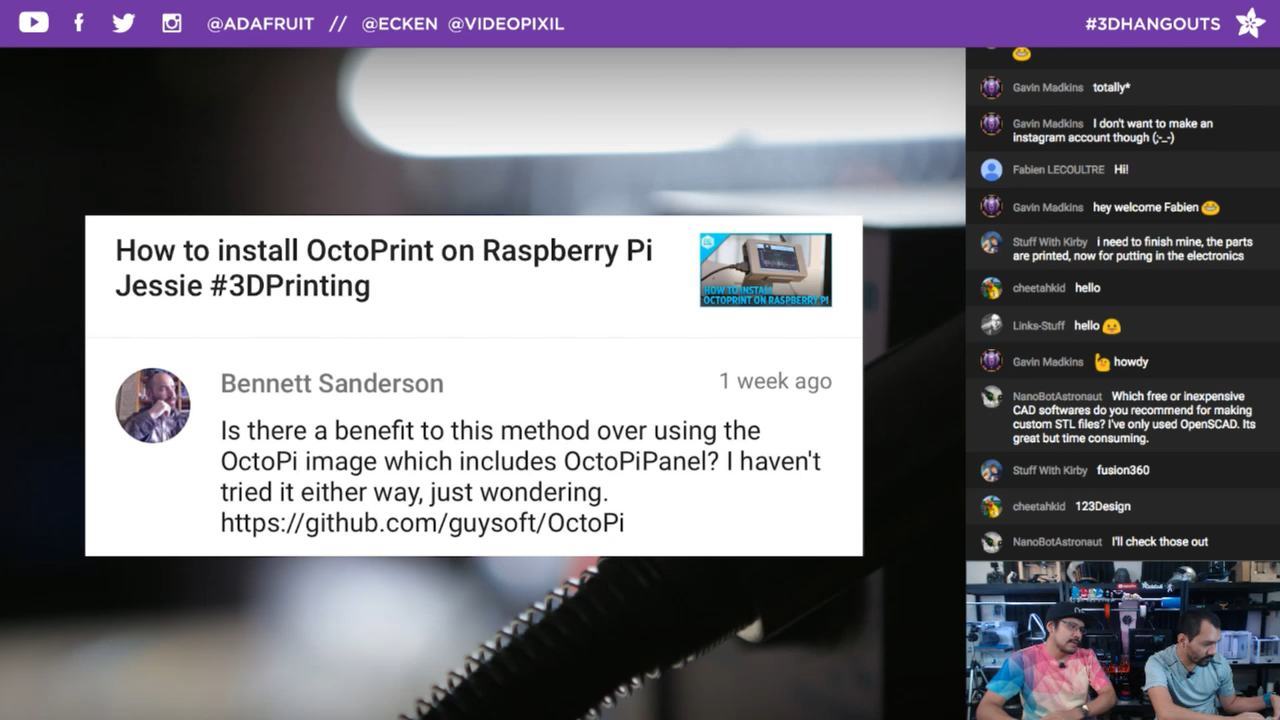 @ADAFRUIT // @ECKEN @VIDEOPIXIL
#3DHANGOUTS
How to install OctoPrint on Raspberry Pi
Jessie #3DPrinting
HOW TO INSTALL
OCTOPRINT ON RASPBERRY PI
Bennett Sanderson
1 week ago
Is there a benefit to this method over using the
OctoPi image which includes OctoPiPanel? I haven't
tried it either way, just wondering.
https://github.com/guysoft/OctoPi
Gavin Madkins totally*
Gavin Madkins I don't want to make an
instagram account though (;-_-)
Fabien LECOULTRE Hi!
Gavin Madkins hey welcome Fabien 😂
Stuff With Kirby i need to finish mine, the parts
are printed, now for putting in the electronics
cheetahkid hello
Links-Stuff hello 😀
Gavin Madkins 💪 howdy
NanoBotAstronaut Which free or inexpensive
CAD softwares do you recommend for making
custom STL files? I've only used OpenSCAD. Its
great but time consuming.
Stuff With Kirby fusion360
cheetahkid 123Design
NanoBotAstronaut I'll check those out